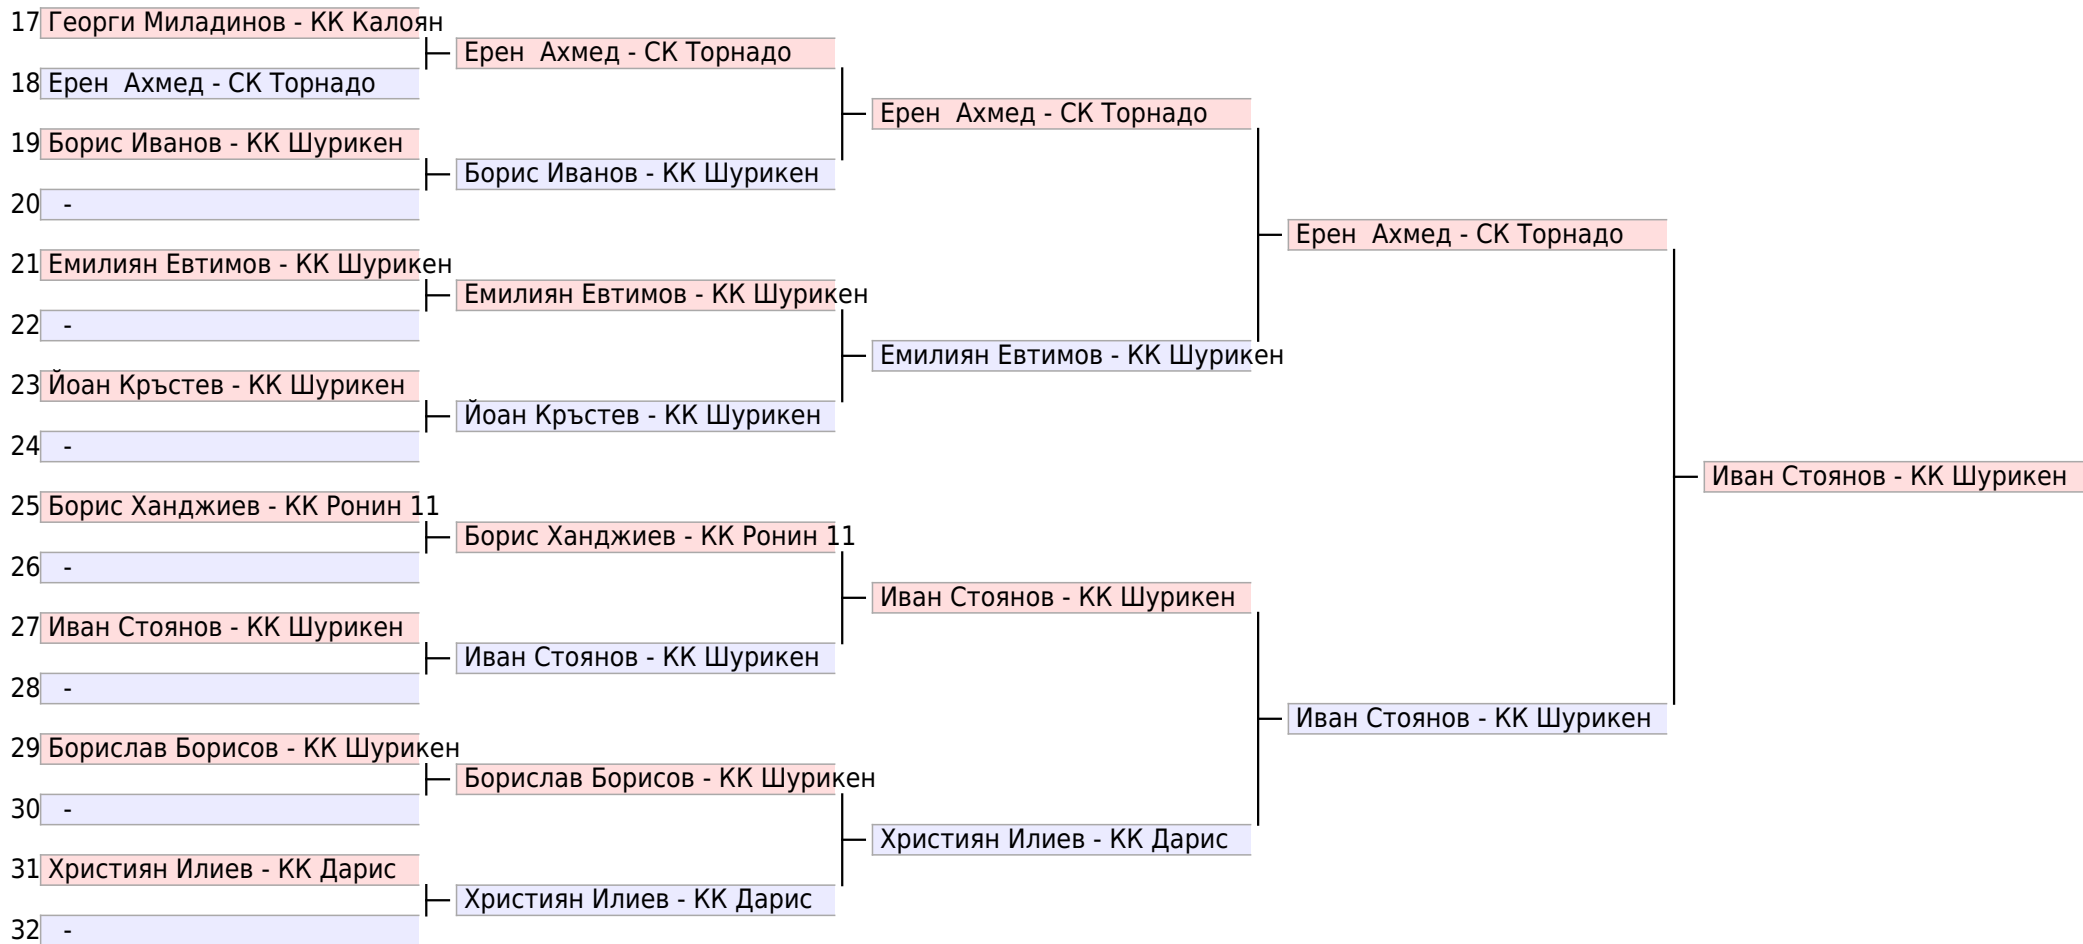 17 Георги Миладинов - КК Калоян
Ерен  Ахмед - СК Торнадо
18 Ерен  Ахмед - СК Торнадо
Ерен  Ахмед - СК Торнадо
19 Борис Иванов - КК Шурикен
Борис Иванов - КК Шурикен
20 -
Ерен  Ахмед - СК Торнадо
21 Емилиян Евтимов - КК Шурикен
Емилиян Евтимов - КК Шурикен
22 -
Емилиян Евтимов - КК Шурикен
23 Йоан Кръстев - КК Шурикен
Йоан Кръстев - КК Шурикен
24 -
Иван Стоянов - КК Шурикен
25 Борис Ханджиев - КК Ронин 11
Борис Ханджиев - КК Ронин 11
26 -
Иван Стоянов - КК Шурикен
27 Иван Стоянов - КК Шурикен
Иван Стоянов - КК Шурикен
28 -
Иван Стоянов - КК Шурикен
29 Борислав Борисов - КК Шурикен
Борислав Борисов - КК Шурикен
30 -
Християн Илиев - КК Дарис
31 Християн Илиев - КК Дарис
Християн Илиев - КК Дарис
32 -